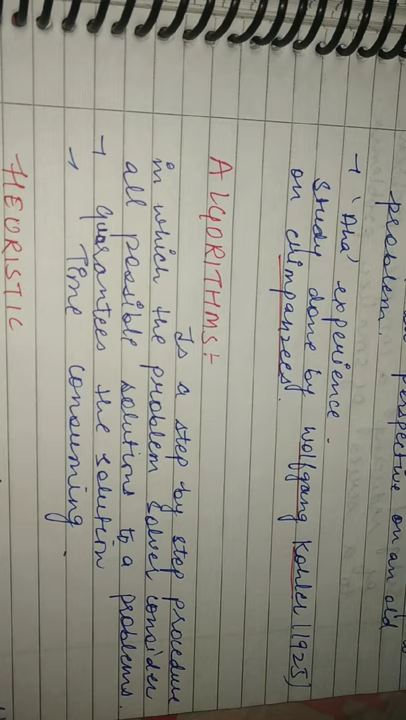 perspective on an old
problem.
→ 'Aha' experience
Study done by Wolfgang Kohler [1925]
on chimpanzees.
ALGORITHMS:-
Is a step by step procedure
in which the problem solver consider
all possible solutions to a problems.
→ guarantees the solution
→ Time consuming.
HEORISTIC